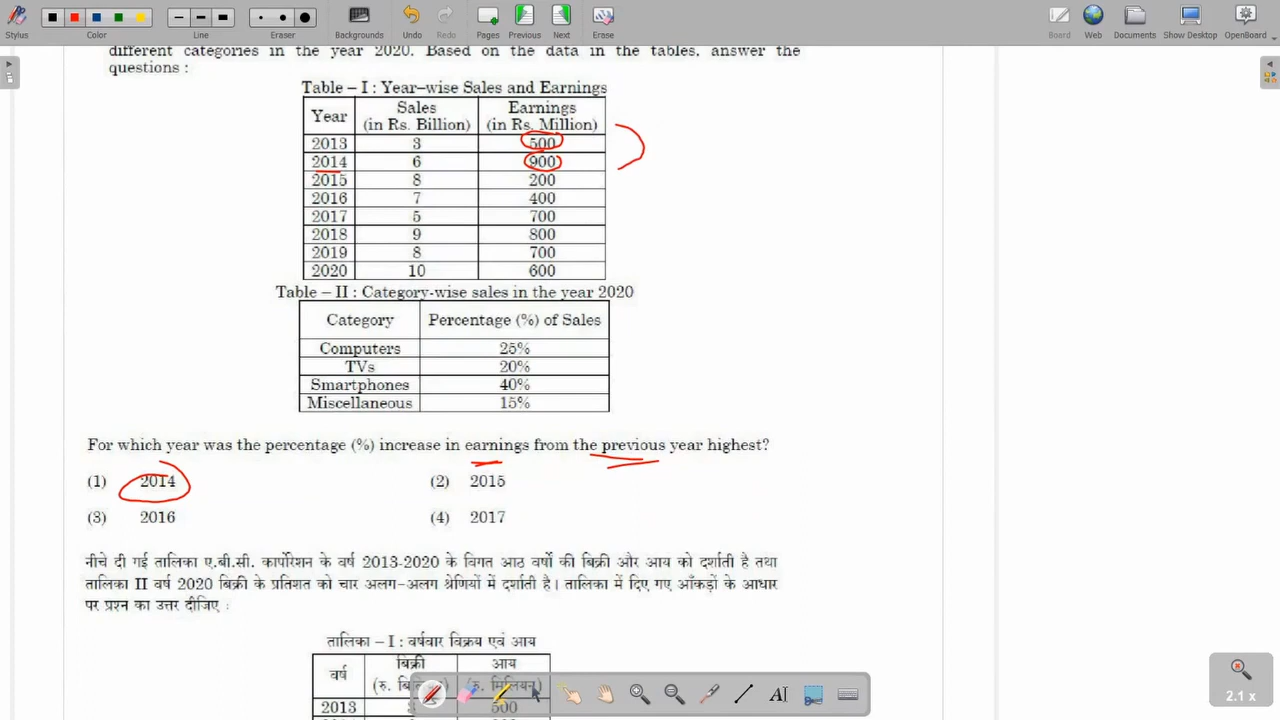 Stylus Color Line Eraser Backgrounds Undo Redo Pages Previous Next Erase Board Web Documents Show Desktop OpenBoard
different categories in the year 2020. Based on the data in the tables, answer the
questions :
Table – I : Year–wise Sales and Earnings
Year Sales (in Rs. Billion) Earnings (in Rs. Million)
2013 3 500
2014 6 900
2015 8 200
2016 7 400
2017 5 700
2018 9 800
2019 8 700
2020 10 600
Table – II : Category-wise sales in the year 2020
Category Percentage (%) of Sales
Computers 25%
TVs 20%
Smartphones 40%
Miscellaneous 15%
For which year was the percentage (%) increase in earnings from the previous year highest?
(1) 2014 (2) 2015
(3) 2016 (4) 2017
नीचे दी गई तालिका ए.बी.सी. कार्पोरेशन के वर्ष 2013-2020 के विगत आठ वर्षों की बिक्री और आय को दर्शाती है तथा
तालिका II वर्ष 2020 बिक्री के प्रतिशत को चार अलग-अलग श्रेणियों में दर्शाती है। तालिका में दिए गए आँकड़ों के आधार
पर प्रश्न का उत्तर दीजिए :
तालिका – I : वर्षवार विक्रय एवं आय
वर्ष बिक्री आय
(रु. मिलियन)
2013 500
2.1 x